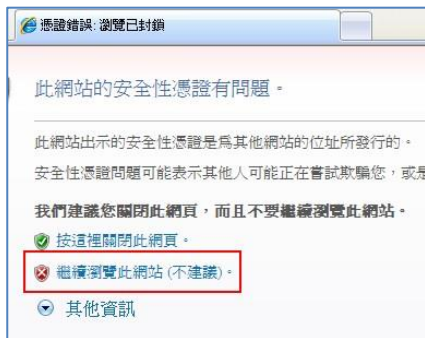 憑證錯誤: 瀏覽已封鎖
此網站的安全性憑證有問題。
此網站出示的安全性憑證是爲其他網站的位址所發行的。
安全性憑證問題可能表示其他人可能正在嘗試欺騙您，或是
我們建議您關閉此網頁，而且不要繼續瀏覽此網站。
按這裡關閉此網頁。
繼續瀏覽此網站 (不建議)。
其他資訊